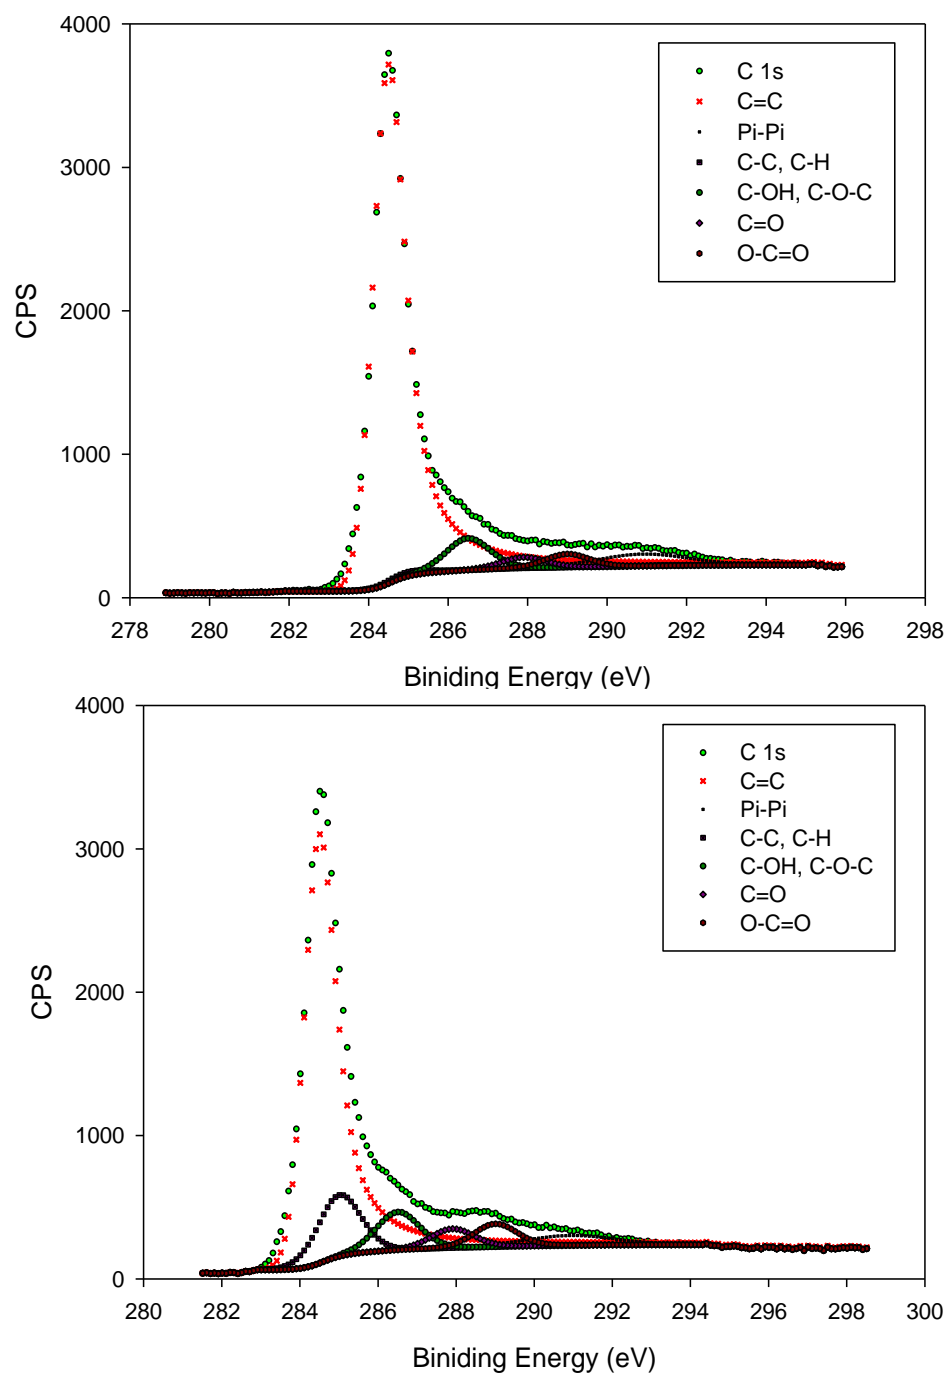 4000
3000
2000
1000
0
CPS
C 1s
C=C
Pi-Pi
C-C, C-H
C-OH, C-O-C
C=O
O-C=O
278 280 282 284 286 288 290 292 294 296 298
Biniding Energy (eV)
4000
3000
2000
1000
0
CPS
C 1s
C=C
Pi-Pi
C-C, C-H
C-OH, C-O-C
C=O
O-C=O
280 282 284 286 288 290 292 294 296 298 300
Biniding Energy (eV)